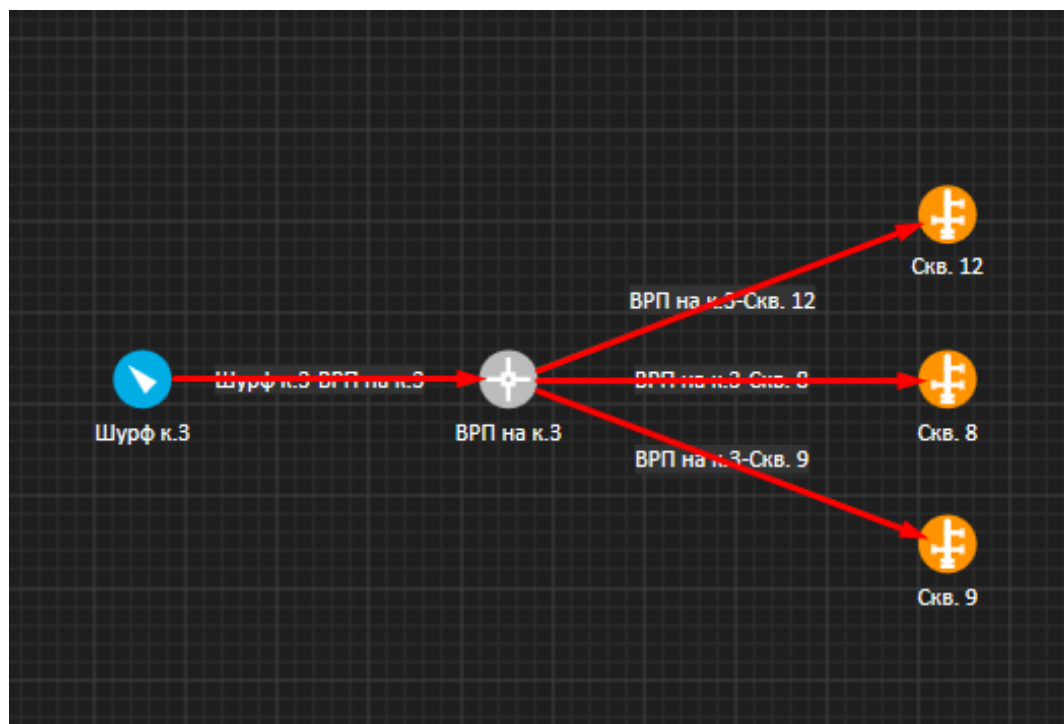 Скв. 12
ВРП на к.3-Скв. 12
Шурф к.3-ВРП на к.3
ВРП на к.3-Скв. 8
Шурф к.3
ВРП на к.3
Скв. 8
ВРП на к.3-Скв. 9
Скв. 9